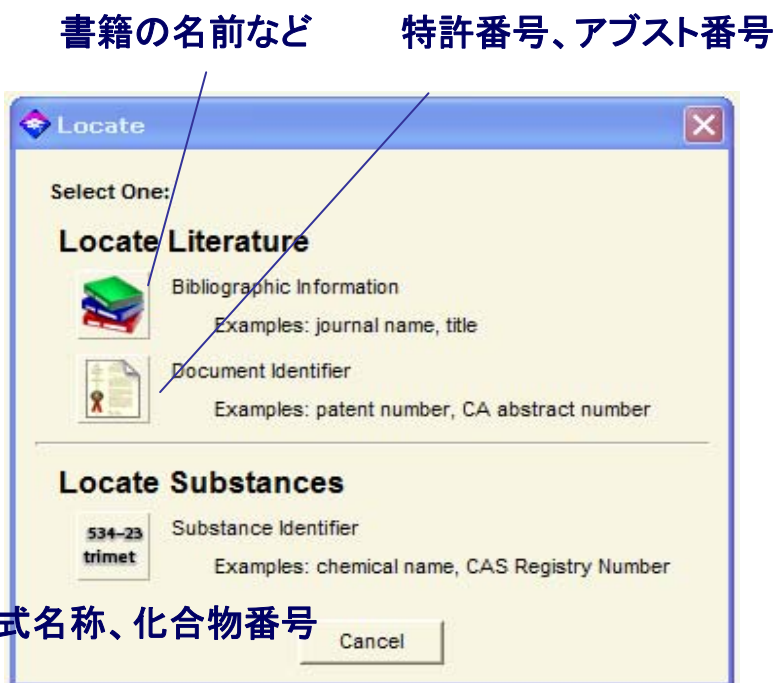 書籍の名前など 特許番号、アブスト番号
Locate
Select One:
Locate Literature
Bibliographic Information
Examples: journal name, title
Document Identifier
Examples: patent number, CA abstract number
Locate Substances
534-23
trimet
Substance Identifier
Examples: chemical name, CAS Registry Number
式名称、化合物番号
Cancel